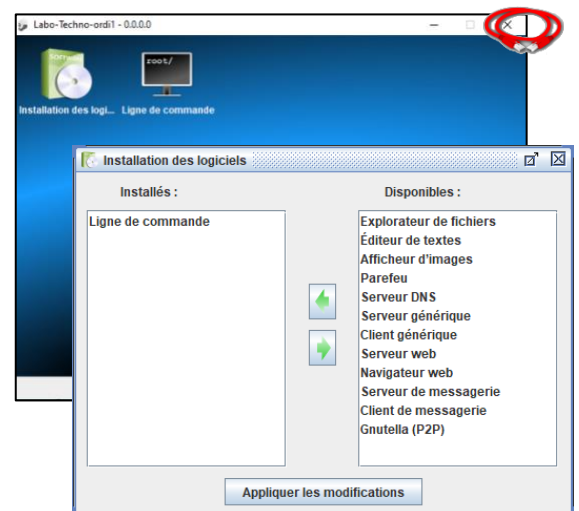 Labo-Techno-ordi1 - 0.0.0.0
root/
Installation des logi... Ligne de commande
Installation des logiciels
Installés :
Disponibles :
Ligne de commande
Explorateur de fichiers
Éditeur de textes
Afficheur d'images
Parefeu
Serveur DNS
Serveur générique
Client générique
Serveur web
Navigateur web
Serveur de messagerie
Client de messagerie
Gnutella (P2P)
Appliquer les modifications